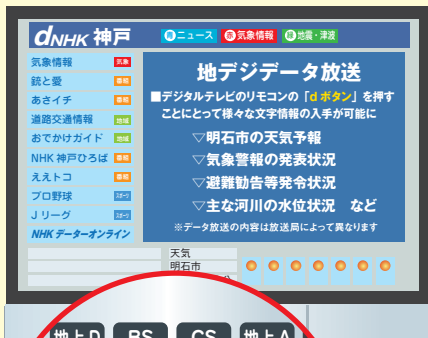 dNHK 神戸
青 ニュース 赤 気象情報 緑 地震・津波
気象情報 気象
銃と愛 番組
あさイチ 番組
道路交通情報 地域
おでかけガイド 地域
NHK 神戸ひろば 番組
ええトコ 番組
プロ野球 スポーツ
Jリーグ スポーツ
NHK データーオンライン
地デジデータ放送
■デジタルテレビのリモコンの「d ボタン」を押す
ことにとって様々な文字情報の入手が可能に
▽明石市の天気予報
▽気象警報の発表状況
▽避難勧告等発令状況
▽主な河川の水位状況 など
※データ放送の内容は放送局によって異なります
天気
明石市
地上D BS CS 地上A